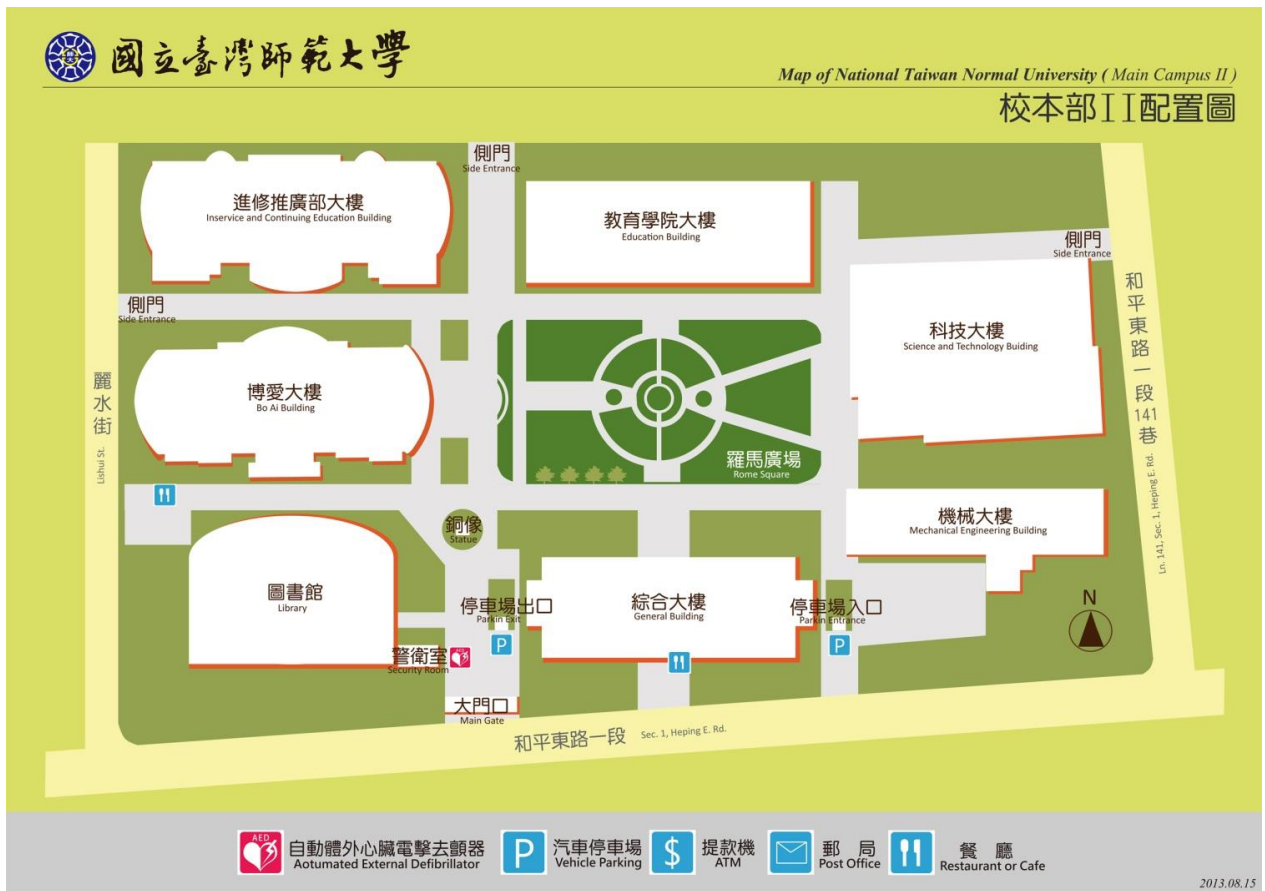 國立臺灣師範大學
Map of National Taiwan Normal University ( Main Campus II )
校本部II配置圖
側門
Side Entrance
進修推廣部大樓
Inservice and Continuing Education Building
教育學院大樓
Education Building
側門
Side Entrance
側門
Side Entrance
科技大樓
Science and Technology Buiding
和平東路一段141巷
Ln. 141, Sec. 1, Heping E. Rd.
麗水街
Lishui St.
博愛大樓
Bo Ai Building
羅馬廣場
Rome Square
銅像
Statue
機械大樓
Mechanical Engineering Building
圖書館
Library
停車場出口
Parkin Exit
P
綜合大樓
General Building
停車場入口
Parkin Entrance
P
N
警衛室
Security Room
AED
大門口
Main Gate
和平東路一段 Sec. 1, Heping E. Rd.
AED
自動體外心臟電擊去顫器
Aotumated External Defibrillator
P
汽車停車場
Vehicle Parking
$
提款機
ATM
郵 局
Post Office
餐 廳
Restaurant or Cafe
2013.08.15